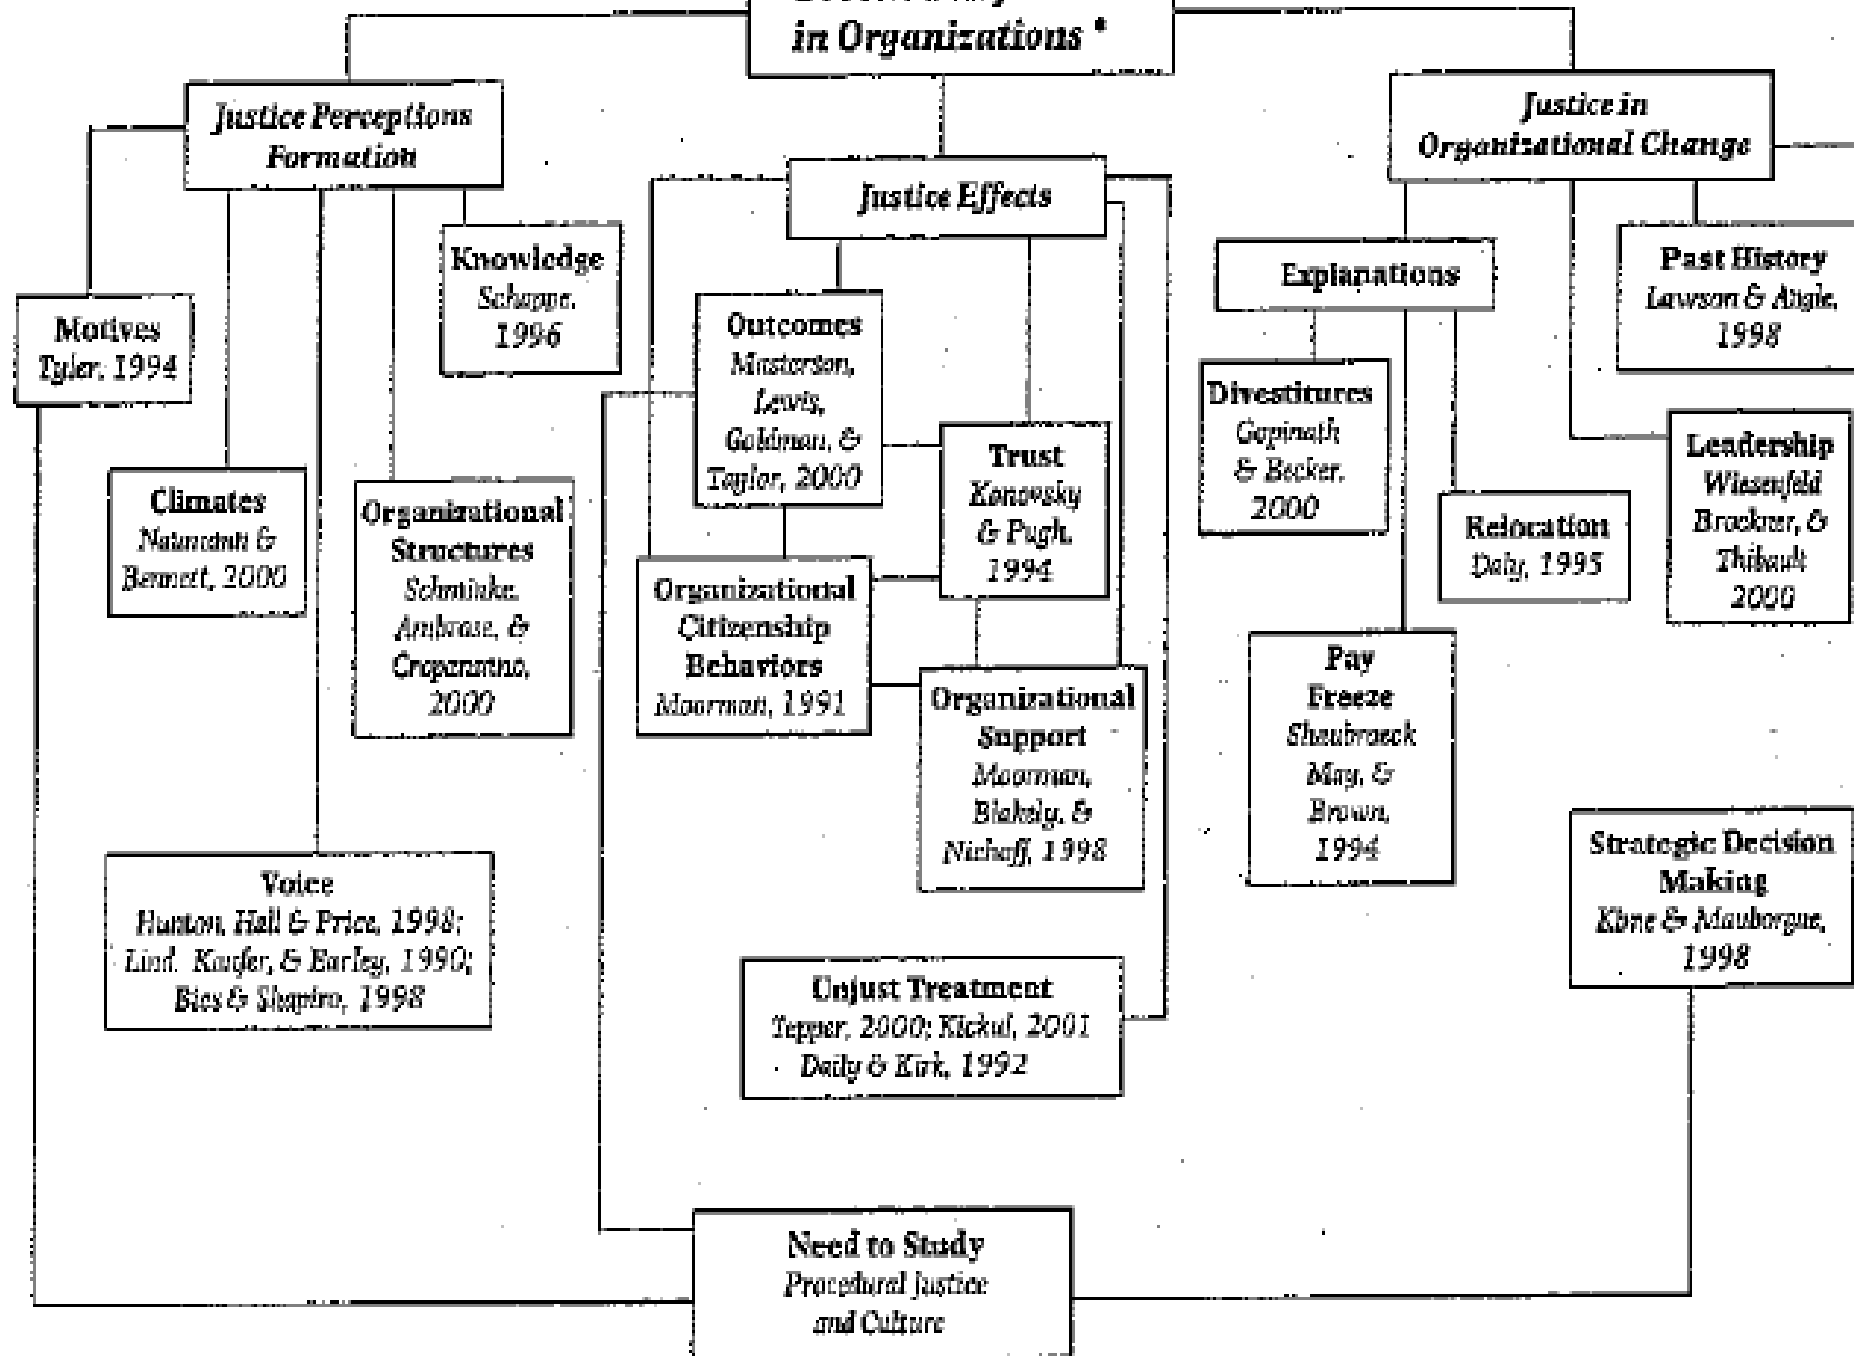 in Organizations *
Justice Perceptions
Formation
Justice in
Organizational Change
Justice Effects
Knowledge
Schappe,
1996
Explanations
Past History
Lawson & Angle,
1998
Motives
Tyler, 1994
Outcomes
Masterson,
Lewis,
Goldman, &
Taylor, 2000
Divestitures
Gopinath
& Becker,
2000
Leadership
Wiesenfeld
Brockner, &
Thibault
2000
Trust
Konovsky
& Pugh,
1994
Climates
Naumann &
Bennett, 2000
Organizational
Structures
Schminke,
Ambrose, &
Cropanzano,
2000
Relocation
Daly, 1995
Organizational
Citizenship
Behaviors
Moorman, 1991
Pay
Freeze
Shaubroeck
May, &
Brown,
1994
Organizational
Support
Moorman,
Blakely, &
Niehoff, 1998
Strategic Decision
Making
& Mauborgne,
1998
Voice
Hunton, Hall & Price, 1998;
Lind, & Earley, 1990;
Bies & Shapiro, 1998
Unjust Treatment
Tepper, 2000; Kickul, 2001
Daily & Kirk, 1992
Need to Study
Procedural Justice
and Culture